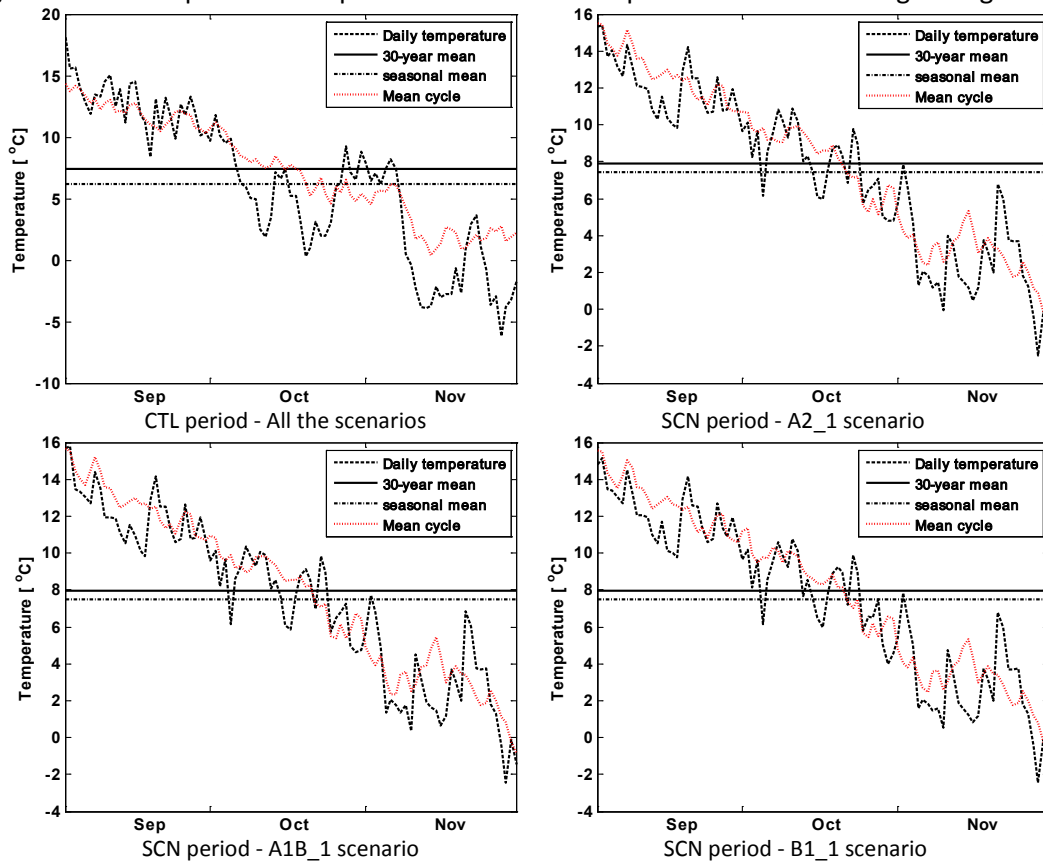 20
15
10
5
0
-5
-10
Temperature [ °C]
Daily temperature
30-year mean
seasonal mean
Mean cycle
Sep Oct Nov
CTL period - All the scenarios
16
14
12
10
8
6
4
2
0
-2
-4
Temperature [ °C]
Daily temperature
30-year mean
seasonal mean
Mean cycle
Sep Oct Nov
SCN period - A2_1 scenario
16
14
12
10
8
6
4
2
0
-2
-4
Temperature [ °C]
Daily temperature
30-year mean
seasonal mean
Mean cycle
Sep Oct Nov
SCN period - A1B_1 scenario
16
14
12
10
8
6
4
2
0
-2
-4
Temperature [ °C]
Daily temperature
30-year mean
seasonal mean
Mean cycle
Sep Oct Nov
SCN period - B1_1 scenario